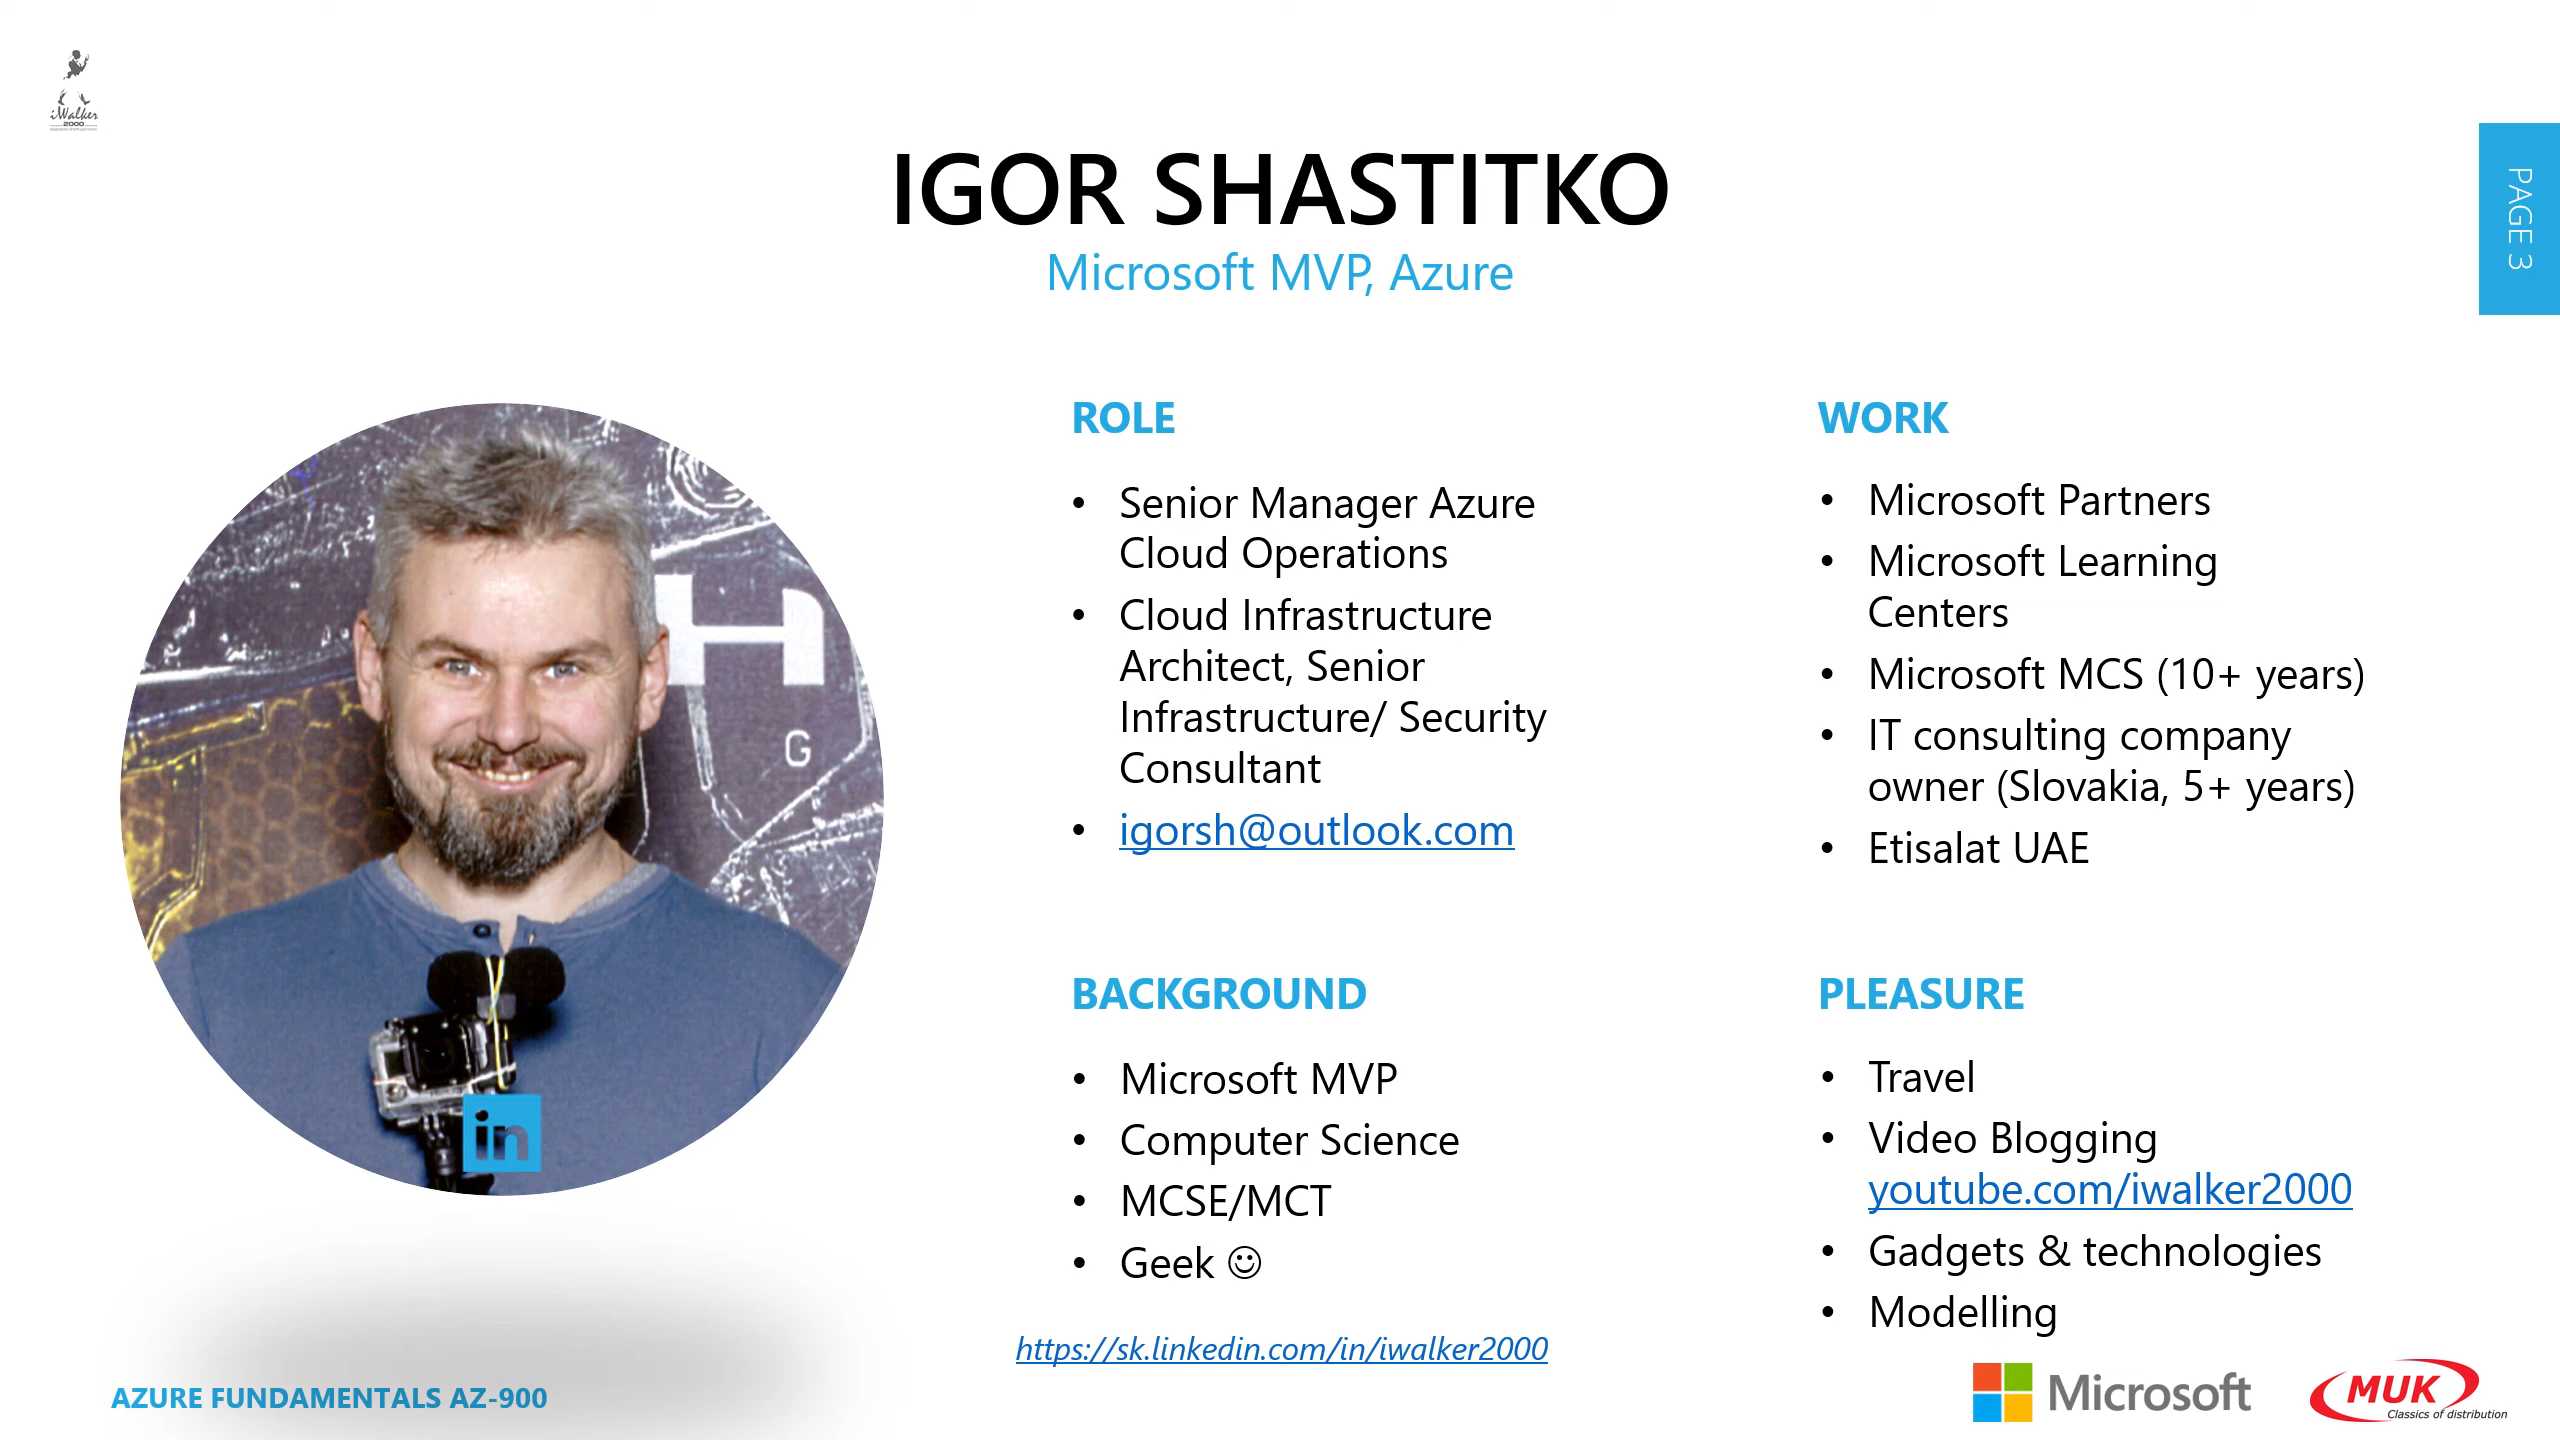 iWalker
2000
IGOR SHASTITKO
Microsoft MVP, Azure
PAGE 3
ROLE
• Senior Manager Azure
Cloud Operations
• Cloud Infrastructure
Architect, Senior
Infrastructure/ Security
Consultant
• igorsh@outlook.com
WORK
• Microsoft Partners
• Microsoft Learning
Centers
• Microsoft MCS (10+ years)
• IT consulting company
owner (Slovakia, 5+ years)
• Etisalat UAE
H
G
in
BACKGROUND
• Microsoft MVP
• Computer Science
• MCSE/MCT
• Geek ☺
https://sk.linkedin.com/in/iwalker2000
PLEASURE
• Travel
• Video Blogging
youtube.com/iwalker2000
• Gadgets & technologies
• Modelling
AZURE FUNDAMENTALS AZ-900
Microsoft
MUK
Classics of distribution